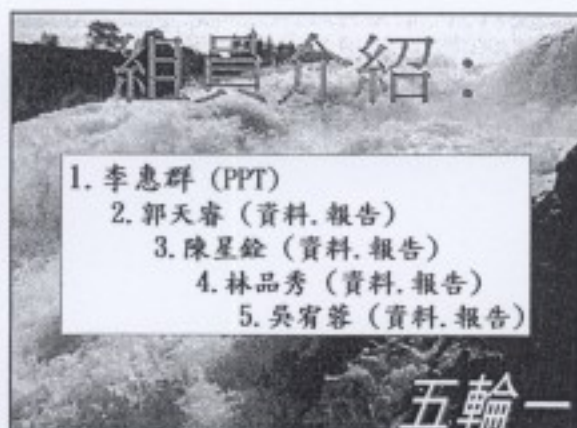 組員介紹:
1. 李惠群 (PPT)
2. 郭天睿 (資料.報告)
3. 陳星銓 (資料.報告)
4. 林品秀 (資料.報告)
5. 吳宥蓉 (資料.報告)
五輪一